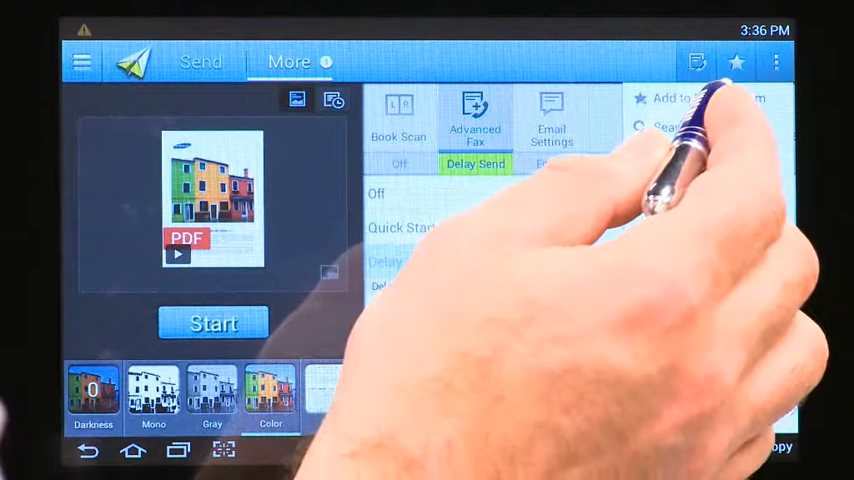 3:36 PM
Send
More
Book Scan
Advanced
Fax
Email
Settings
Add to
Off
Delay Send
Off
Quick Start
Delay
PDF
Start
0
Darkness
Mono
Gray
Color